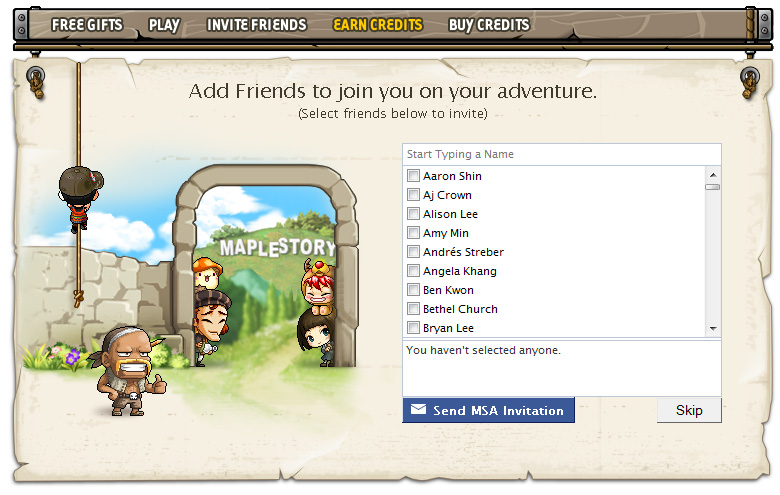 FREE GIFTS PLAY INVITE FRIENDS EARN CREDITS BUY CREDITS
Add Friends to join you on your adventure.
(Select friends below to invite)
Start Typing a Name
Aaron Shin
Aj Crown
Alison Lee
Amy Min
Andrés Streber
Angela Khang
Ben Kwon
Bethel Church
Bryan Lee
MAPLESTORY
You haven't selected anyone.
Send MSA Invitation
Skip